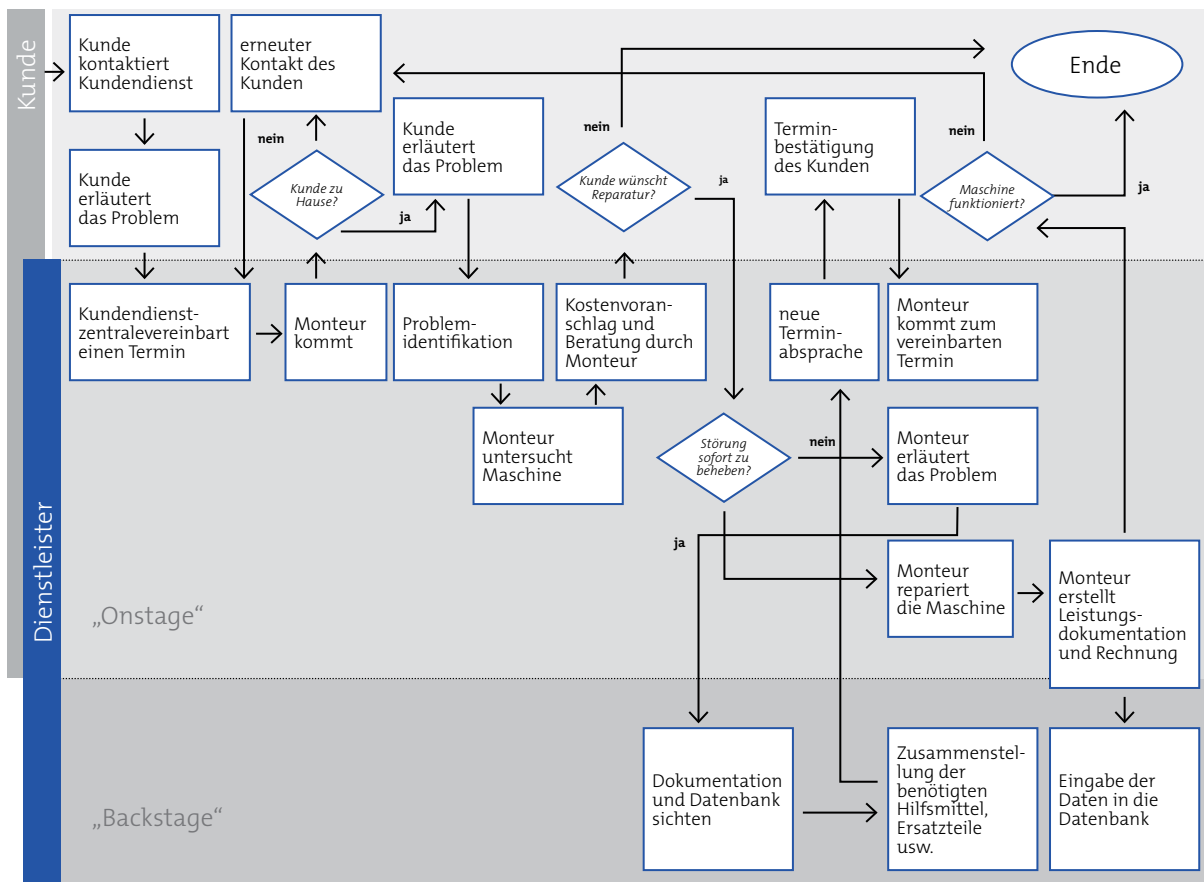 Kunde
Dienstleister
Kunde
kontaktiert
Kundendienst
erneuter
Kontakt des
Kunden
Ende
nein
Kunde
erläutert
das Problem
nein
Termin-
bestätigung
des Kunden
nein
Kunde
erläutert
das Problem
Kunde zu
Hause?
ja
Kunde wünscht
Reparatur?
ja
Maschine
funktioniert?
ja
Kundendienst-
zentralevereinbart
einen Termin
Monteur
kommt
Problem-
identifikation
Kostenvoran-
schlag und
Beratung durch
Monteur
neue
Termin-
absprache
Monteur
kommt zum
vereinbarten
Termin
Monteur
untersucht
Maschine
Störung
sofort zu
beheben?
nein
Monteur
erläutert
das Problem
ja
Monteur
repariert
die Maschine
Monteur
erstellt
Leistungs-
dokumentation
und Rechnung
„Onstage“
Dokumentation
und Datenbank
sichten
Zusammenstel-
lung der
benötigten
Hilfsmittel,
Ersatzteile
usw.
Eingabe der
Daten in die
Datenbank
„Backstage“